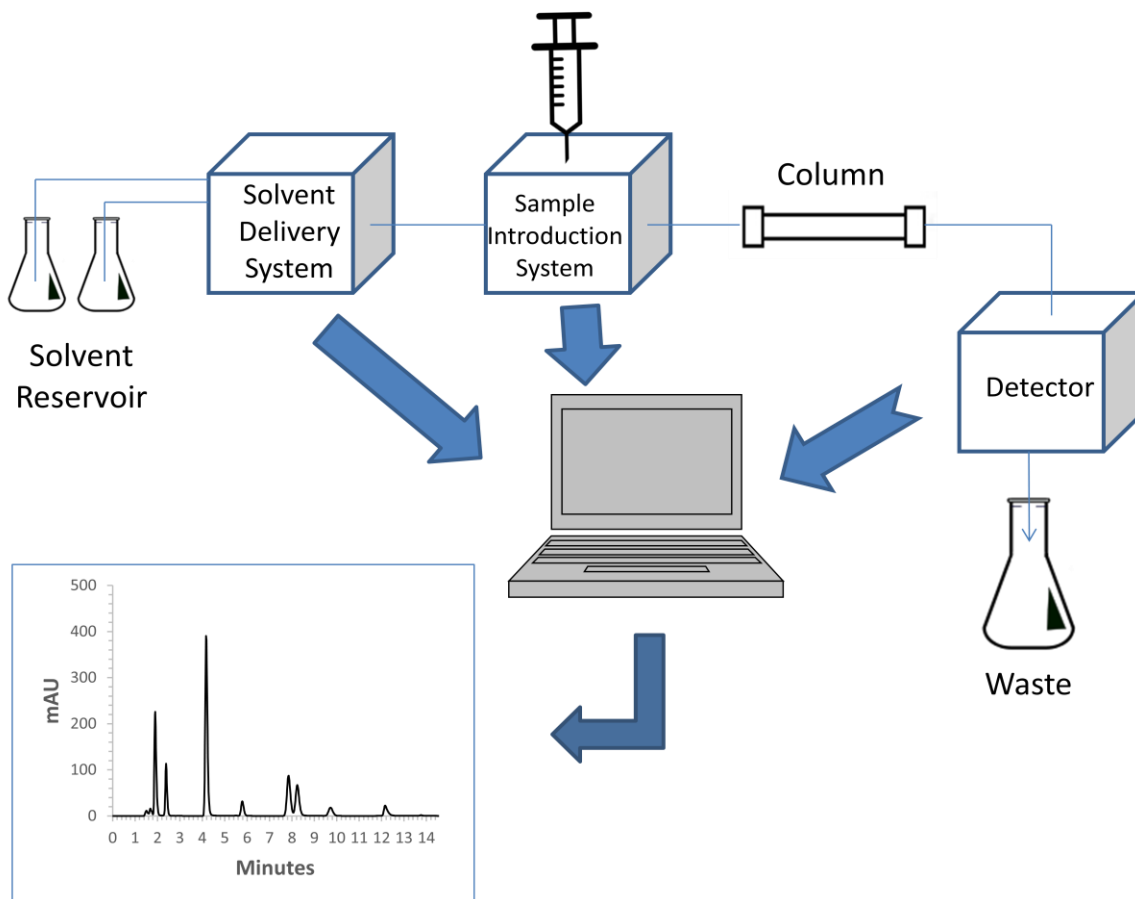 Solvent
Delivery
System
Sample
Introduction
System
Column
Solvent
Reservoir
Detector
Waste
500
400
300
200
100
0
mAU
0 1 2 3 4 5 6 7 8 9 10 11 12 13 14
Minutes